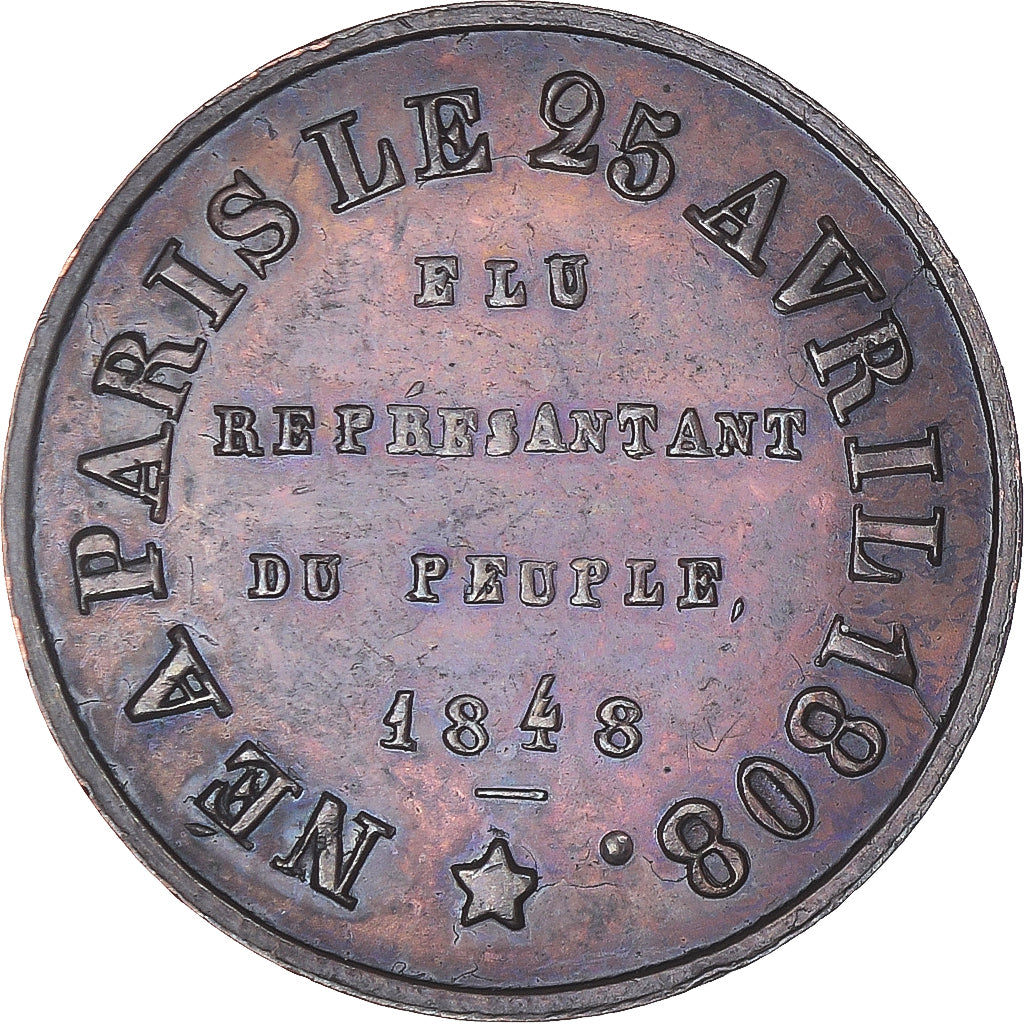 NÉ A PARIS LE 25 AVRIL 1808.
ELU
REPRÉSANTANT
DU PEUPLE,
1848